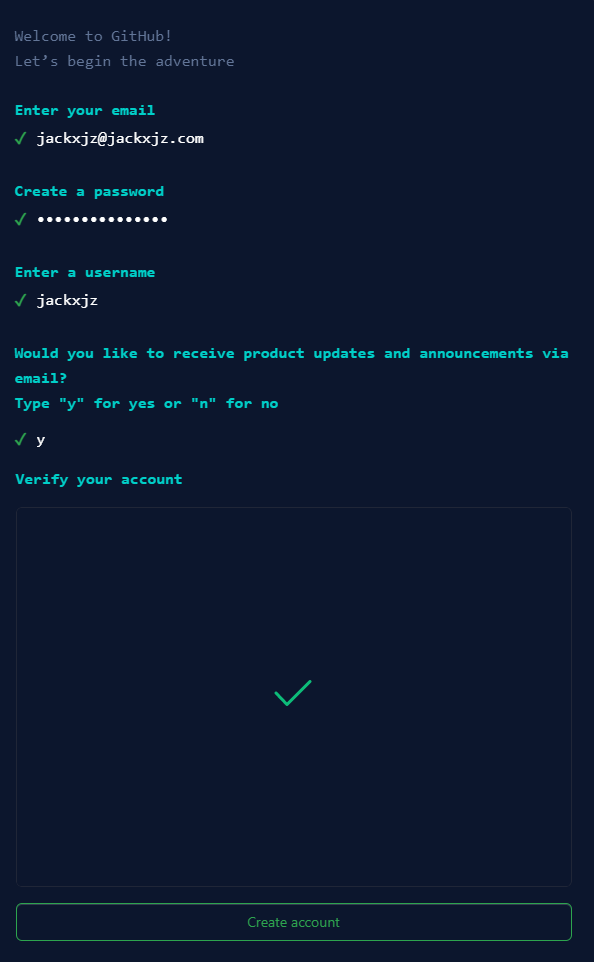 Welcome to GitHub!
Let’s begin the adventure
Enter your email
✓ jackxjz@jackxjz.com
Create a password
✓ •••••••••••••••
Enter a username
✓ jackxjz
Would you like to receive product updates and announcements via
email?
Type "y" for yes or "n" for no
✓ y
Verify your account
Create account